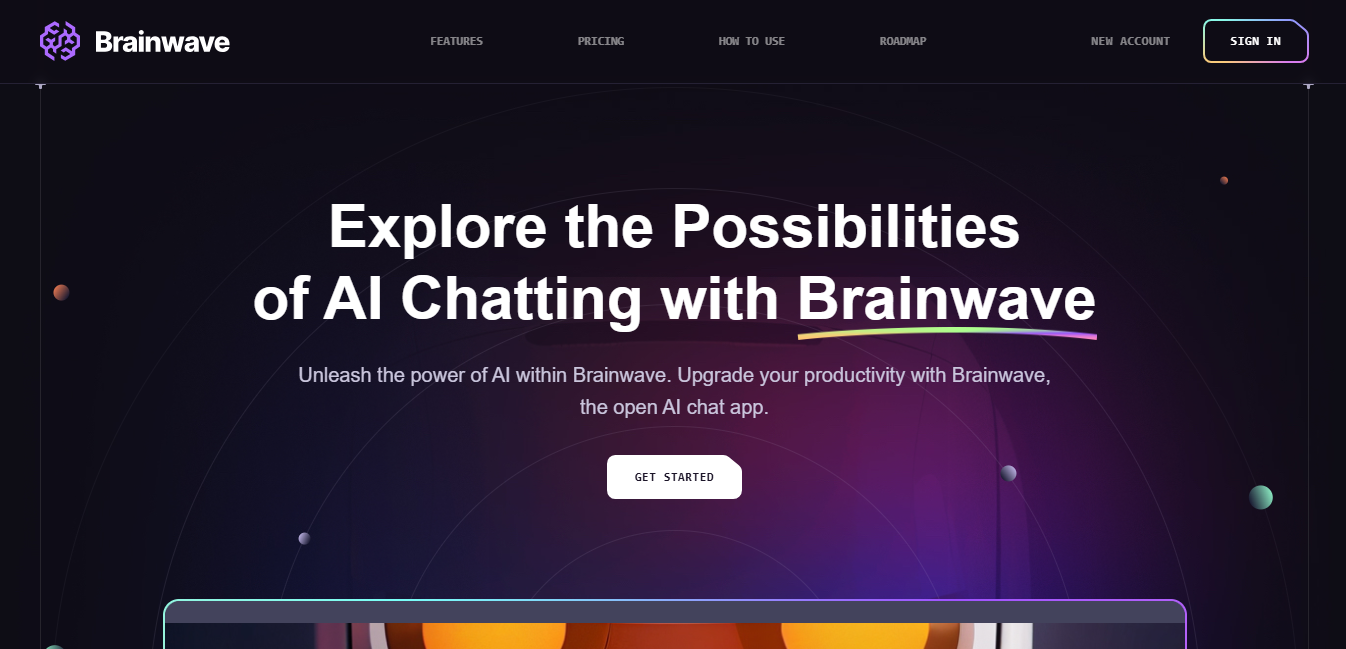 Brainwave
FEATURES
PRICING
HOW TO USE
ROADMAP
NEW ACCOUNT
SIGN IN
Explore the Possibilities
of AI Chatting with Brainwave
Unleash the power of AI within Brainwave. Upgrade your productivity with Brainwave,
the open AI chat app.
GET STARTED